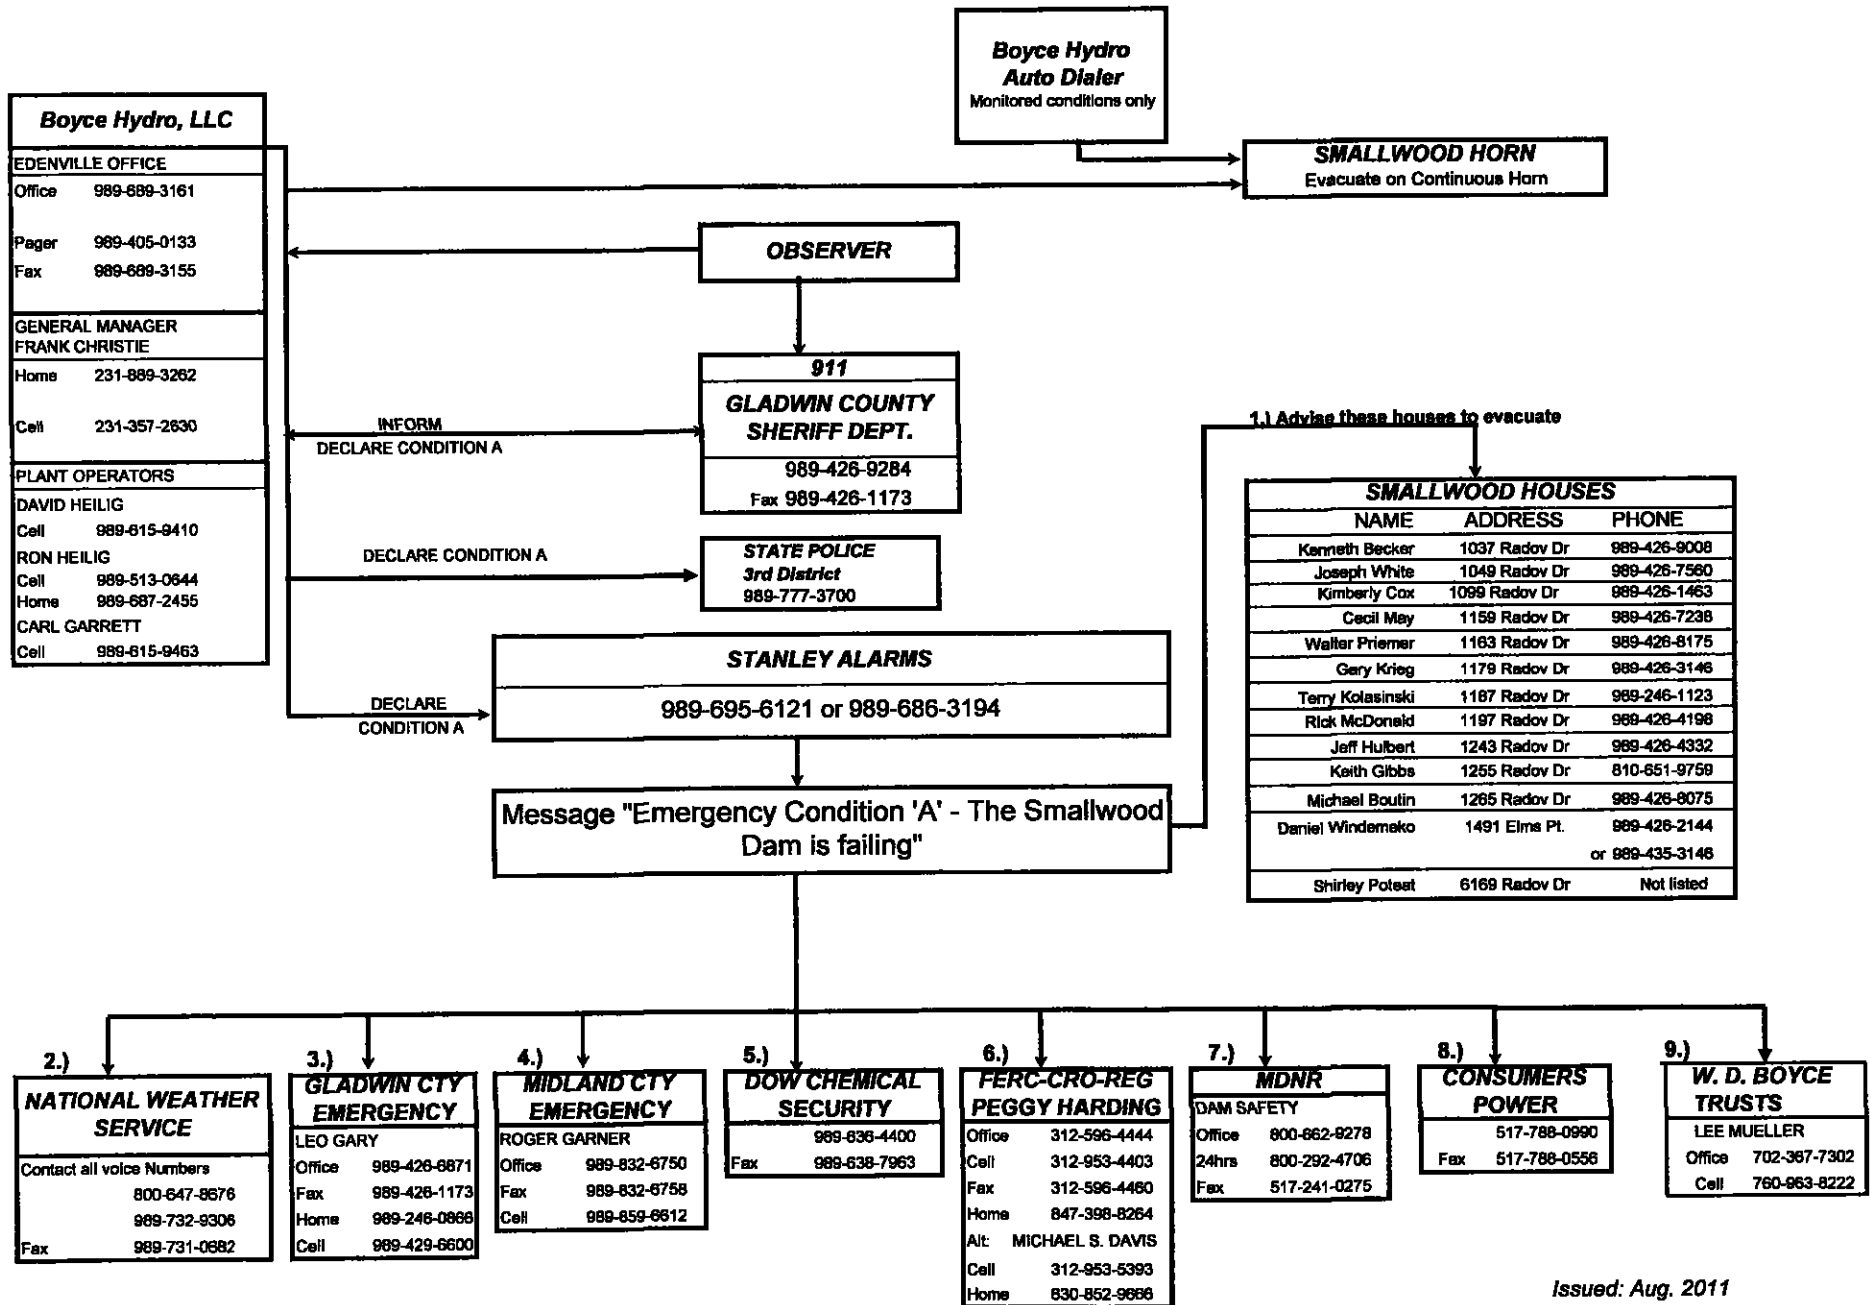 Boyce Hydro
Auto Dialer
Monitored conditions only
SMALLWOOD HORN
Evacuate on Continuous Horn
Boyce Hydro, LLC
EDENVILLE OFFICE
Office 989-689-3161
Pager 989-405-0133
Fax 989-689-3155
GENERAL MANAGER
FRANK CHRISTIE
Home 231-889-3262
Cell 231-357-2630
PLANT OPERATORS
DAVID HEILIG
Cell 989-615-9410
RON HEILIG
Cell 989-513-0644
Home 989-687-2455
CARL GARRETT
Cell 989-615-9463
OBSERVER
911
GLADWIN COUNTY
SHERIFF DEPT.
989-426-9284
Fax 989-426-1173
INFORM
DECLARE CONDITION A
DECLARE CONDITION A
STATE POLICE
3rd District
989-777-3700
DECLARE
CONDITION A
STANLEY ALARMS
989-695-6121 or 989-686-3194
Message "Emergency Condition 'A' - The Smallwood
Dam is failing"
1.) Advise these houses to evacuate
SMALLWOOD HOUSES
NAME ADDRESS PHONE
Kenneth Becker 1037 Radov Dr 989-426-9008
Joseph White 1049 Radov Dr 989-426-7560
Kimberly Cox 1099 Radov Dr 989-426-1463
Cecil May 1159 Radov Dr 989-426-7238
Walter Priemer 1163 Radov Dr 989-426-8175
Gary Krieg 1179 Radov Dr 989-426-3146
Terry Kolasinski 1187 Radov Dr 989-246-1123
Rick McDonald 1197 Radov Dr 989-426-4198
Jeff Hulbert 1243 Radov Dr 989-426-4332
Keith Gibbs 1255 Radov Dr 810-651-9759
Michael Boutin 1265 Radov Dr 989-426-8075
Daniel Windemako 1491 Elms Pt. 989-426-2144
or 989-435-3146
Shirley Poteat 6169 Radov Dr Not listed
2.)
NATIONAL WEATHER
SERVICE
Contact all voice Numbers
800-647-8676
989-732-9306
Fax 989-731-0682
3.)
GLADWIN CTY
EMERGENCY
LEO GARY
Office 989-426-6871
Fax 989-426-1173
Home 989-246-0866
Cell 989-429-6600
4.)
MIDLAND CTY
EMERGENCY
ROGER GARNER
Office 989-832-6750
Fax 989-832-6758
Cell 989-859-6612
5.)
DOW CHEMICAL
SECURITY
989-636-4400
Fax 989-638-7963
6.)
FERC-CRO-REG
PEGGY HARDING
Office 312-596-4444
Cell 312-953-4403
Fax 312-596-4460
Home 847-398-8264
Alt: MICHAEL S. DAVIS
Cell 312-953-5393
Home 630-852-9666
7.)
MDNR
DAM SAFETY
Office 800-662-9278
24hrs 800-292-4706
Fax 517-241-0275
8.)
CONSUMERS
POWER
517-788-0990
Fax 517-788-0556
9.)
W. D. BOYCE
TRUSTS
LEE MUELLER
Office 702-367-7302
Cell 760-963-8222
Issued: Aug. 2011